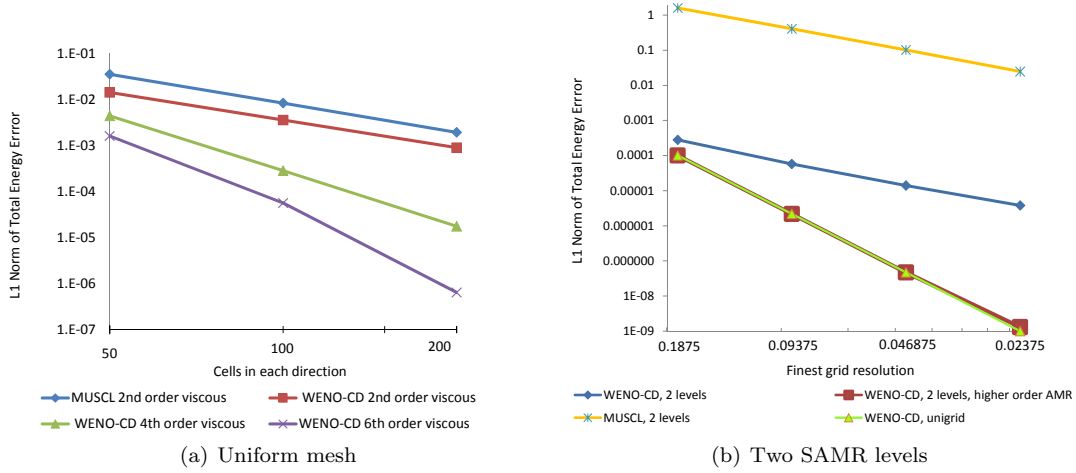 L1 Norm of Total Energy Errror
1.E-01
1.E-02
1.E-03
1.E-04
1.E-05
1.E-06
1.E-07
50
100
200
Cells in each direction
MUSCL 2nd order viscous
WENO-CD 2nd order viscous
WENO-CD 4th order viscous
WENO-CD 6th order viscous
(a) Uniform mesh
L1 Norm of Total Energy Errror
1
0.1
0.01
0.001
0.0001
0.00001
0.000001
0.000000
1E-08
1E-09
0.1875
0.09375
0.046875
0.02375
Finest grid resolution
WENO-CD, 2 levels
WENO-CD, 2 levels, higher order AMR
MUSCL, 2 levels
WENO-CD, unigrid
(b) Two SAMR levels